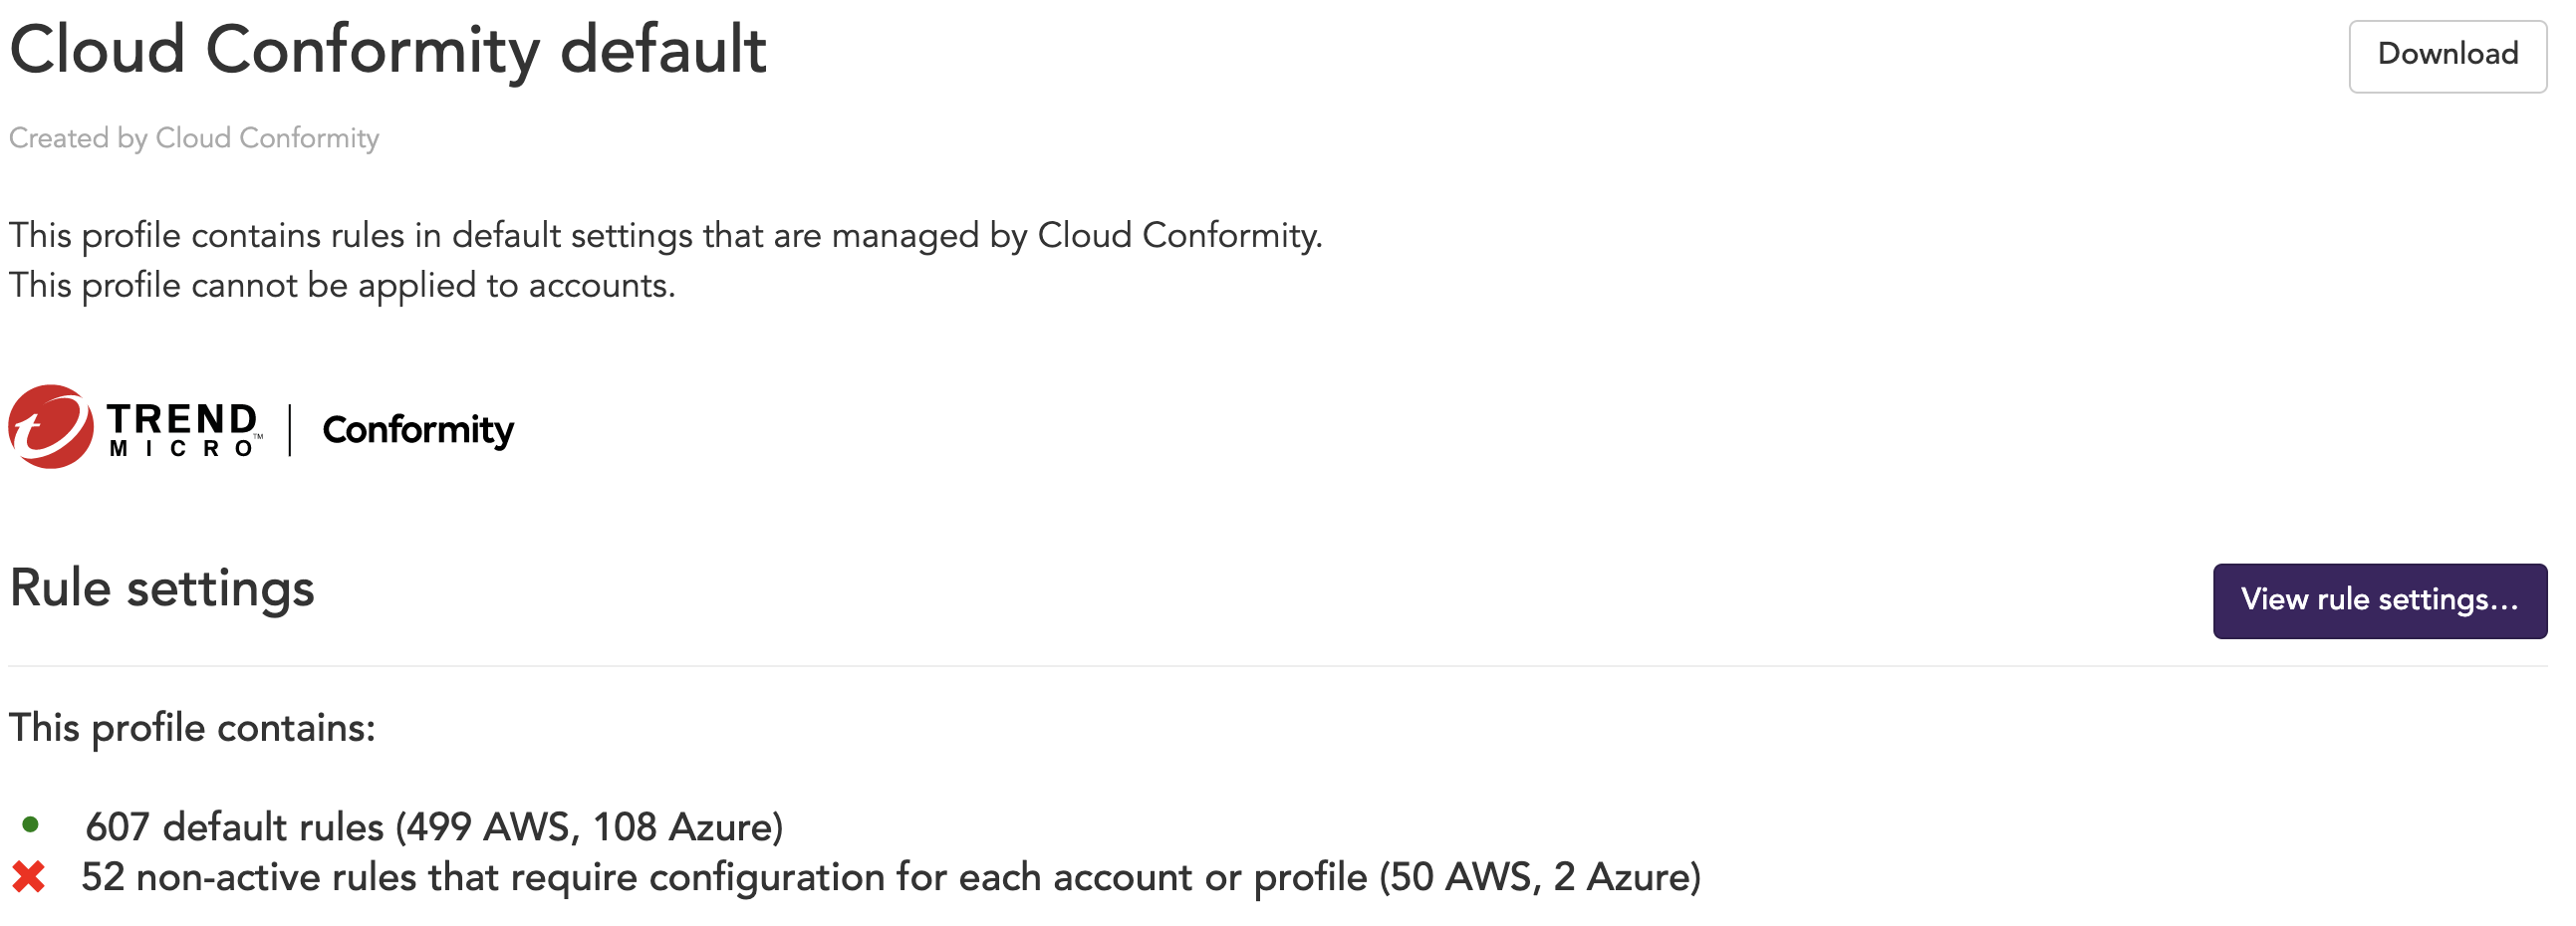 Cloud Conformity default
Download
Created by Cloud Conformity
This profile contains rules in default settings that are managed by Cloud Conformity.
This profile cannot be applied to accounts.
TREND
MICRO™
Conformity
Rule settings
View rule settings...
This profile contains:
607 default rules (499 AWS, 108 Azure)
52 non-active rules that require configuration for each account or profile (50 AWS, 2 Azure)